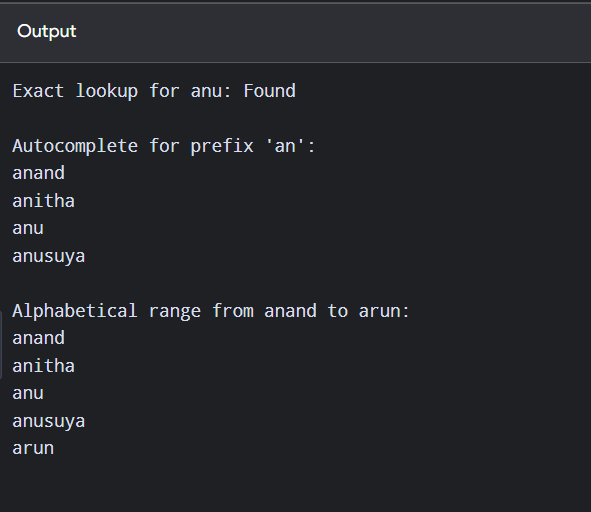 Output
Exact lookup for anu: Found
Autocomplete for prefix 'an':
anand
anitha
anu
anusuya
Alphabetical range from anand to arun:
anand
anitha
anu
anusuya
arun